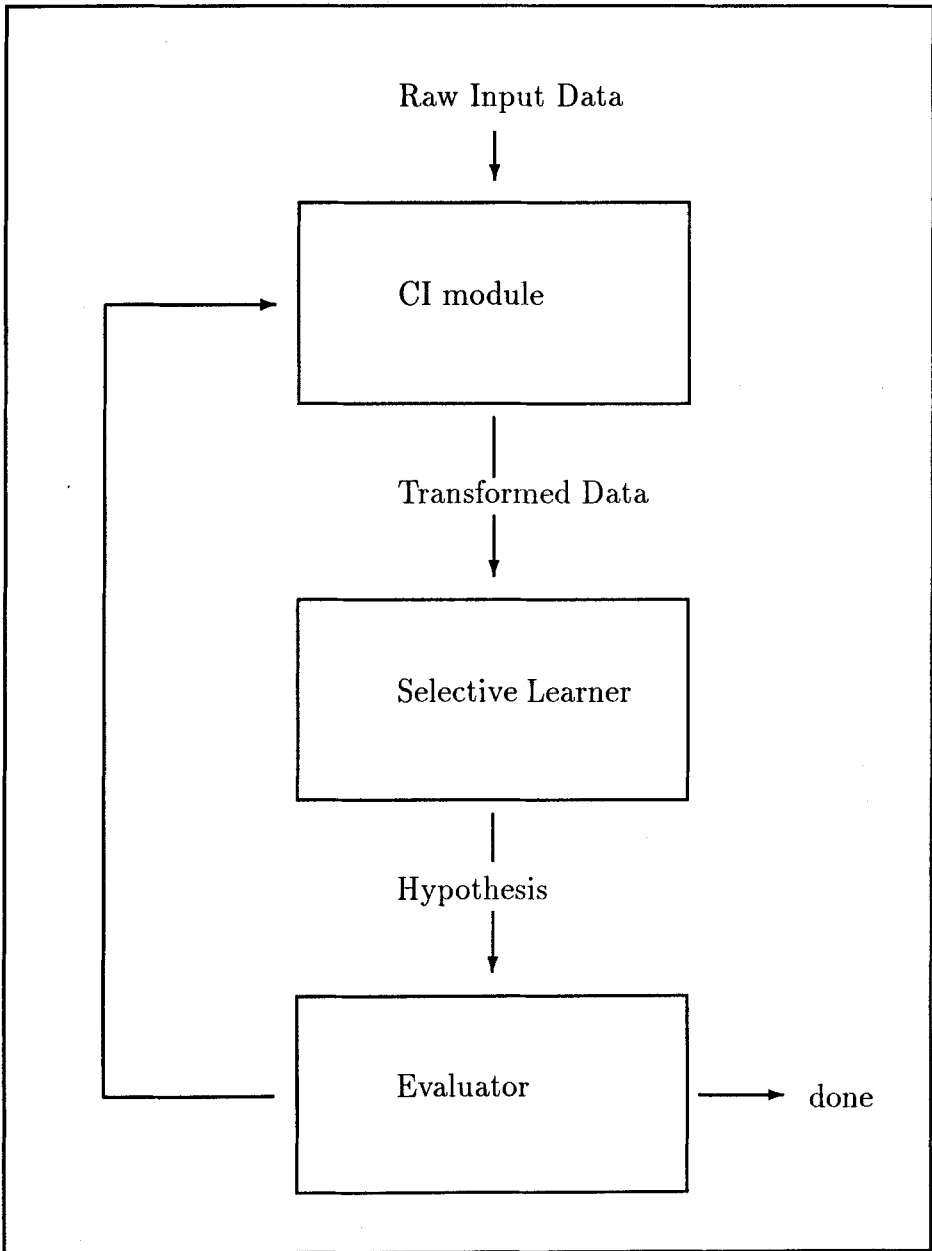 Raw Input Data
CI module
Transformed Data
Selective Learner
Hypothesis
Evaluator
done